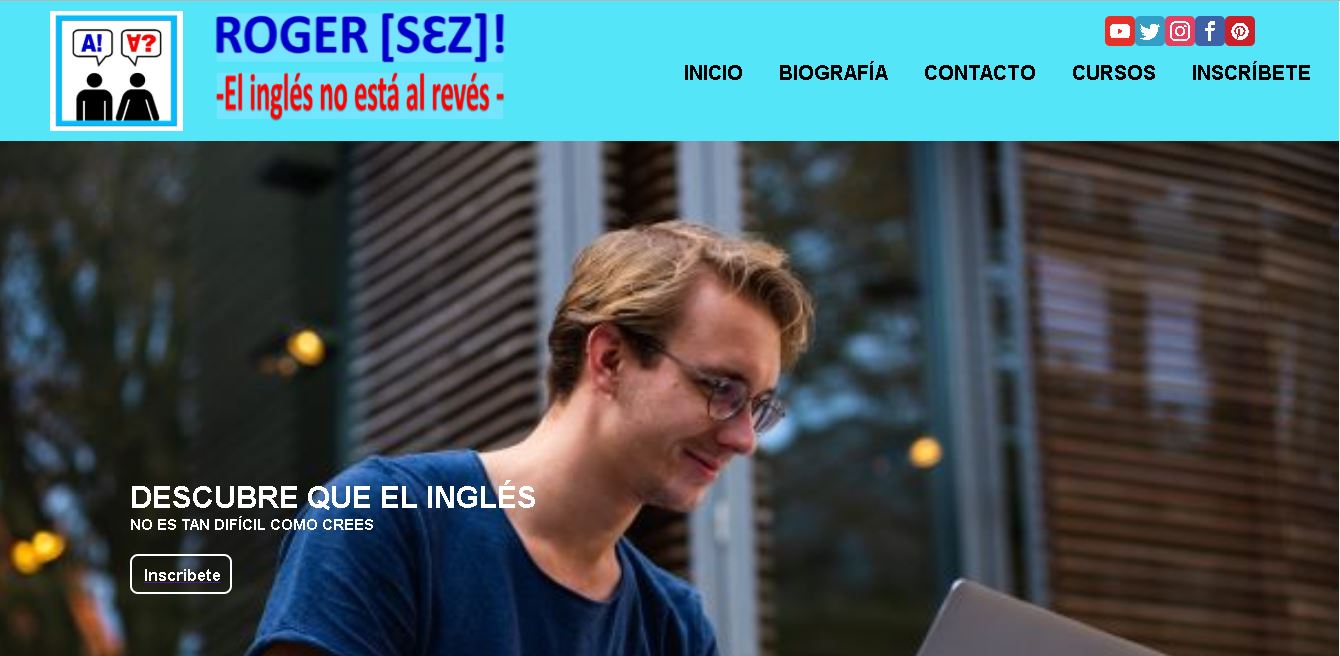 A! ∀?
ROGER [SƐZ]!
-El inglés no está al revés -
INICIO BIOGRAFÍA CONTACTO CURSOS INSCRÍBETE
DESCUBRE QUE EL INGLÉS
NO ES TAN DIFÍCIL COMO CREES
Inscribete